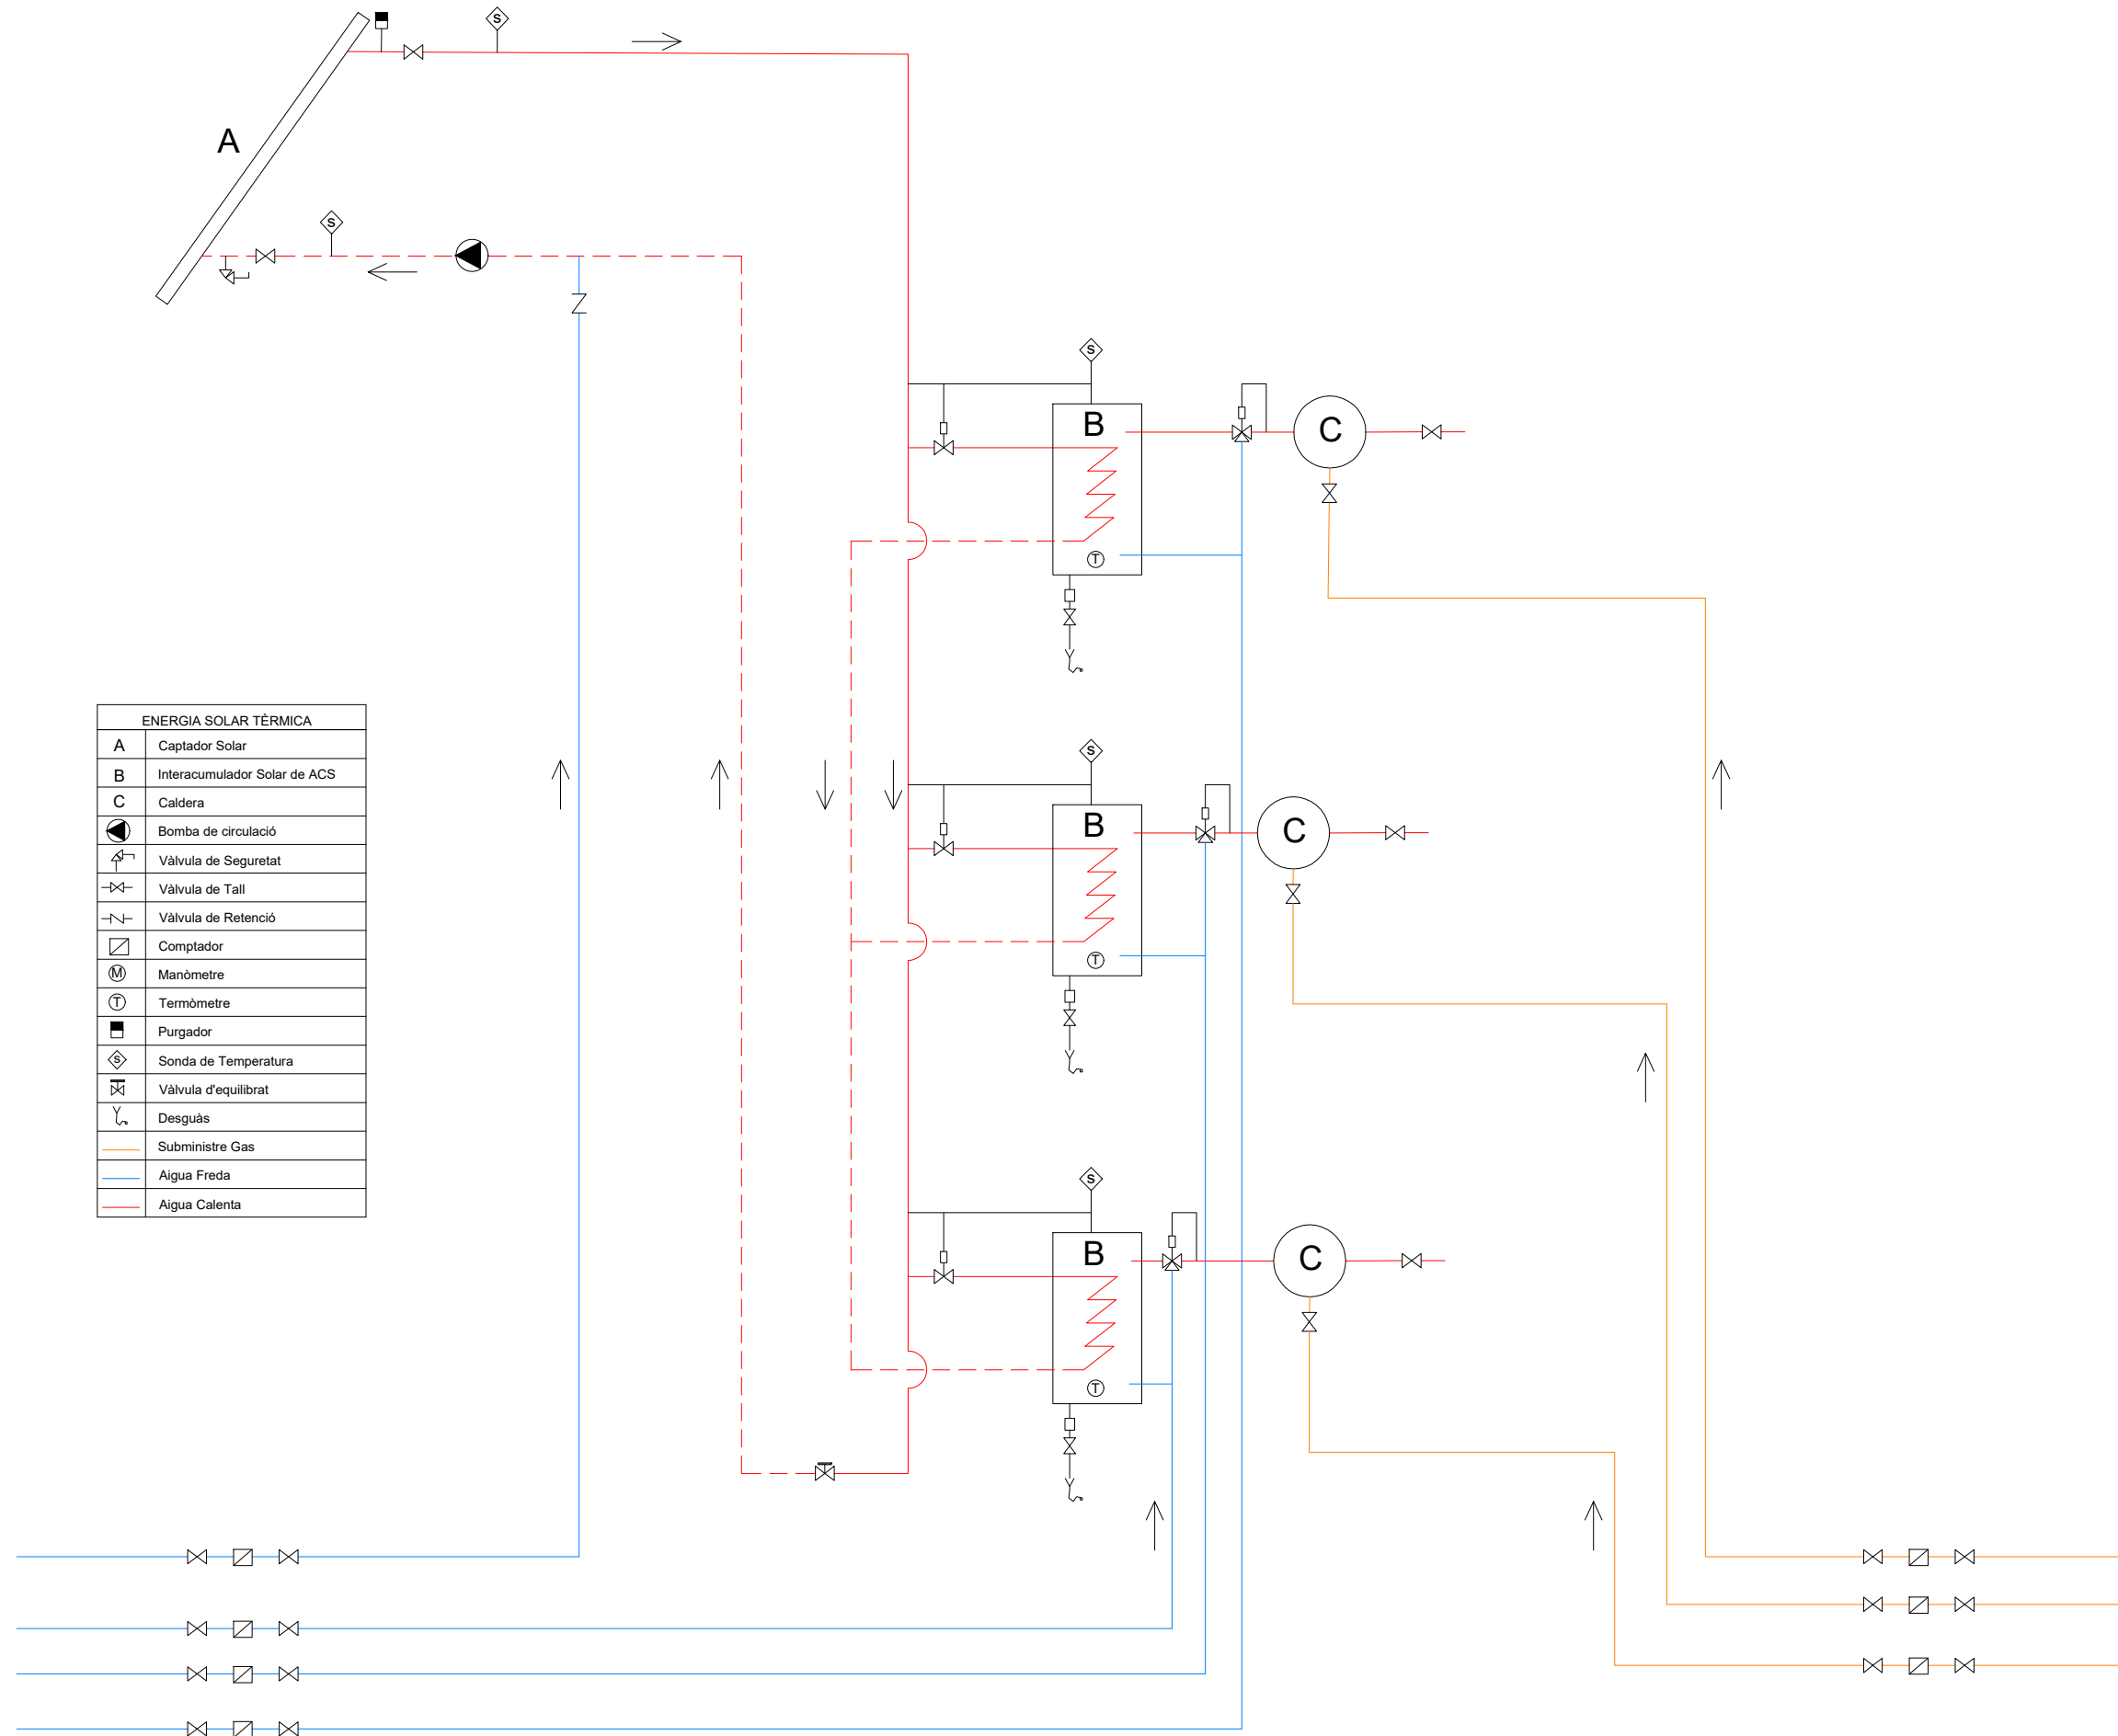 S
A
S
S
B
C
T
ENERGIA SOLAR TÈRMICA
A Captador Solar
B Interacumulador Solar de ACS
C Caldera
Bomba de circulació
Vàlvula de Seguretat
Vàlvula de Tall
Vàlvula de Retenció
Comptador
M Manòmetre
T Termòmetre
Purgador
S Sonda de Temperatura
Vàlvula d'equilibrat
Desguàs
Subministre Gas
Aigua Freda
Aigua Calenta
S
B
C
T
S
B
C
T